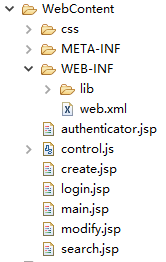 WebContent
css
META-INF
WEB-INF
lib
web.xml
authenticator.jsp
control.js
create.jsp
login.jsp
main.jsp
modify.jsp
search.jsp